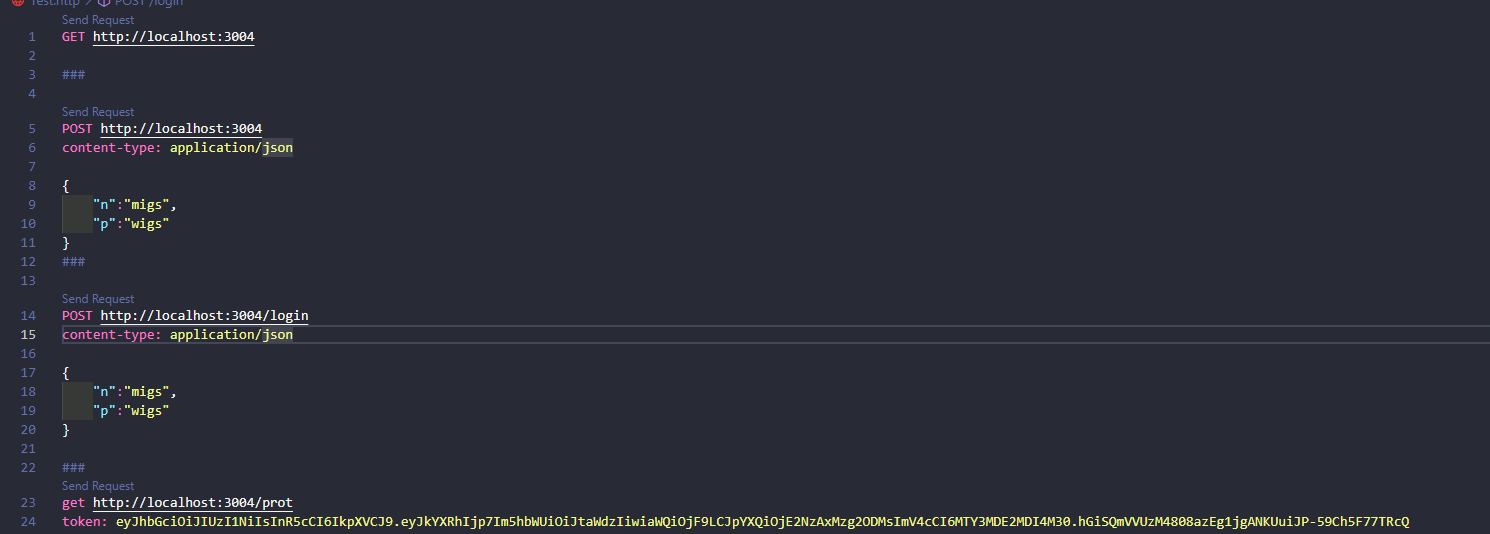 Test.http > POST /login
Send Request
1 GET http://localhost:3004
2
3 ###
4
Send Request
5 POST http://localhost:3004
6 content-type: application/json
7
8 {
9 "n":"migs",
10 "p":"wigs"
11 }
12 ###
13
Send Request
14 POST http://localhost:3004/login
15 content-type: application/json
16
17 {
18 "n":"migs",
19 "p":"wigs"
20 }
21
22 ###
Send Request
23 get http://localhost:3004/prot
24 token: eyJhbGciOiJIUzI1NiIsInR5cCI6IkpXVCJ9.eyJkYXRhIjp7Im5hbWUiOiJtaWdzIiwiaWQiOjF9LCJpYXQiOjE2NzAxMzg2ODMsImV4cCI6MTY3MDE2MDI4M30.hGiSQmVVUzM4808azEg1jgANKUuiJP-59Ch5F77TRcQ